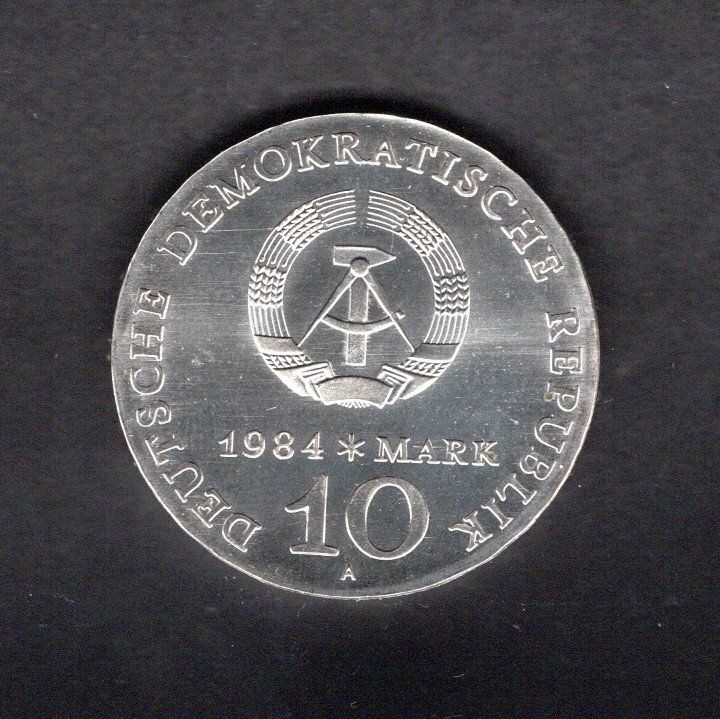 DEUTSCHE DEMOKRATISCHE REPUBLIK
1984 * MARK
10
A